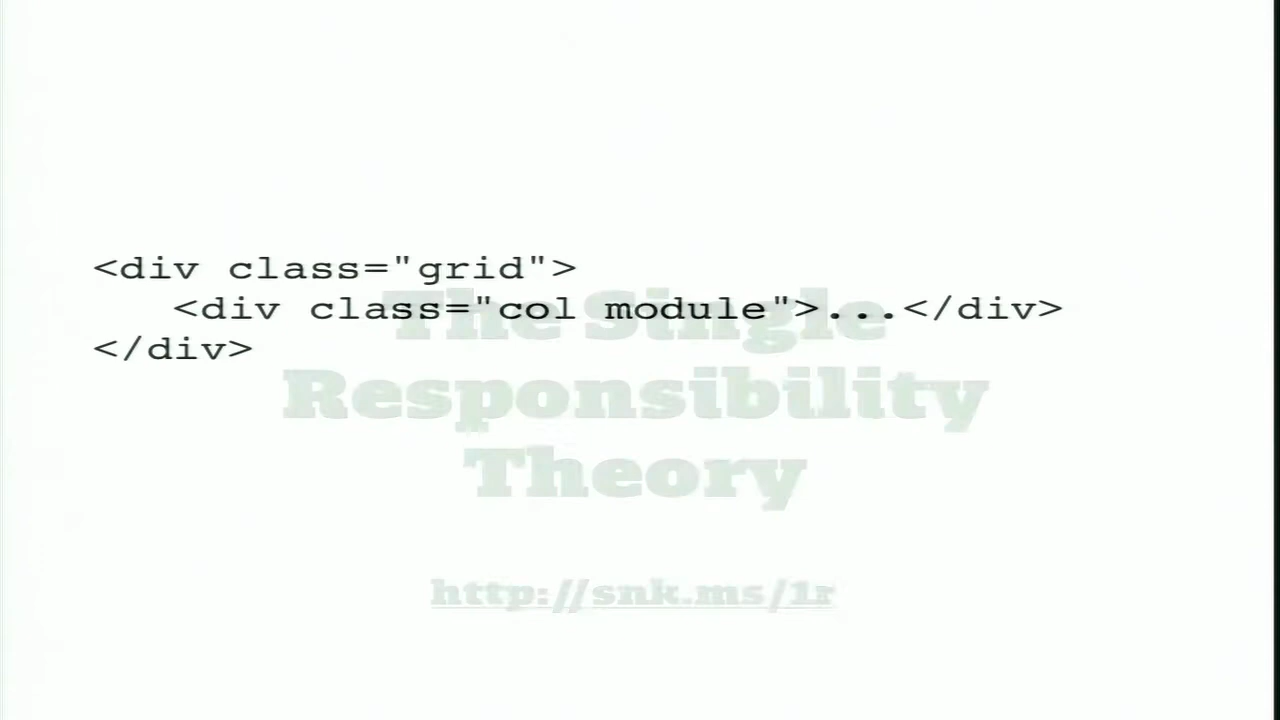 <div class="grid">
<div class="col module">...</div>
</div>
The Single
Responsibility
Theory
http://snk.ms/1r